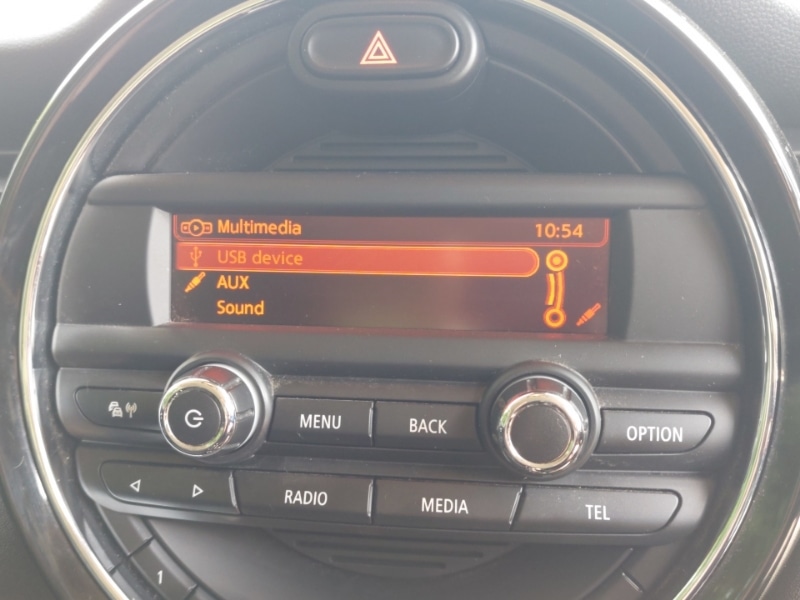 Multimedia 10:54
USB device
AUX
Sound
MENU BACK OPTION
RADIO MEDIA TEL
1